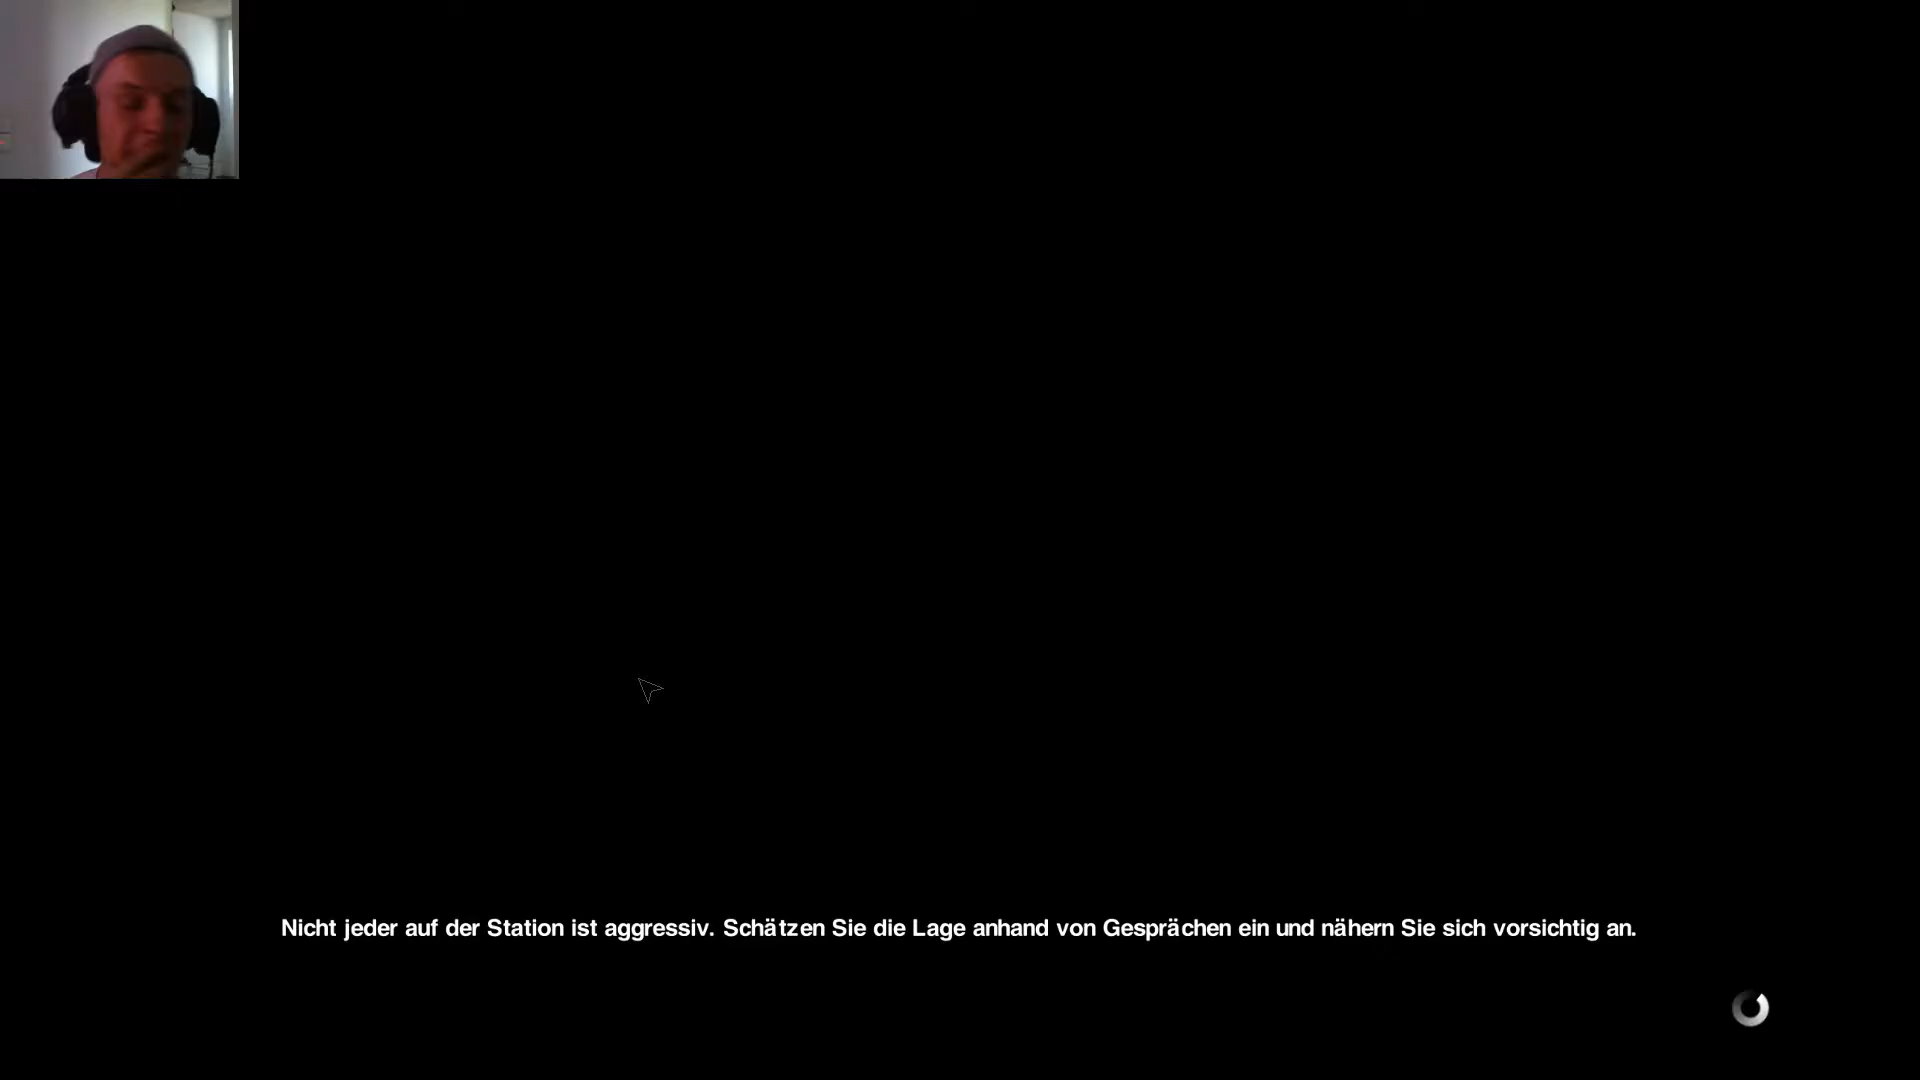 Nicht jeder auf der Station ist aggressiv. Schätzen Sie die Lage anhand von Gesprächen ein und nähern Sie sich vorsichtig an.